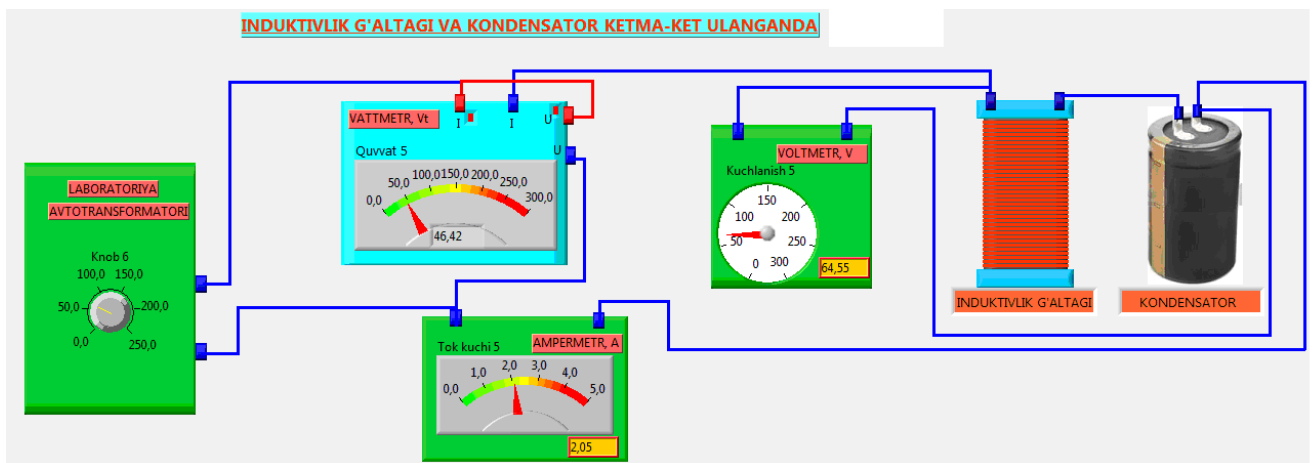 INDUKTIVLIK G'ALTAGI VA KONDENSATOR KETMA-KET ULANGANDA
VATTMETR, Vt
I
I
U
U
Quvvat 5
0,0
50,0
100,0
150,0
200,0
250,0
300,0
46,42
LABORATORIYA
AVTOTRANSFORMATORI
Knob 6
0,0
50,0
100,0
150,0
200,0
250,0
VOLTMETR, V
Kuchlanish 5
0
50
100
150
200
250
300
64,55
INDUKTIVLIK G'ALTAGI
KONDENSATOR
Tok kuchi 5
AMPERMETR, A
0,0
1,0
2,0
3,0
4,0
5,0
2,05